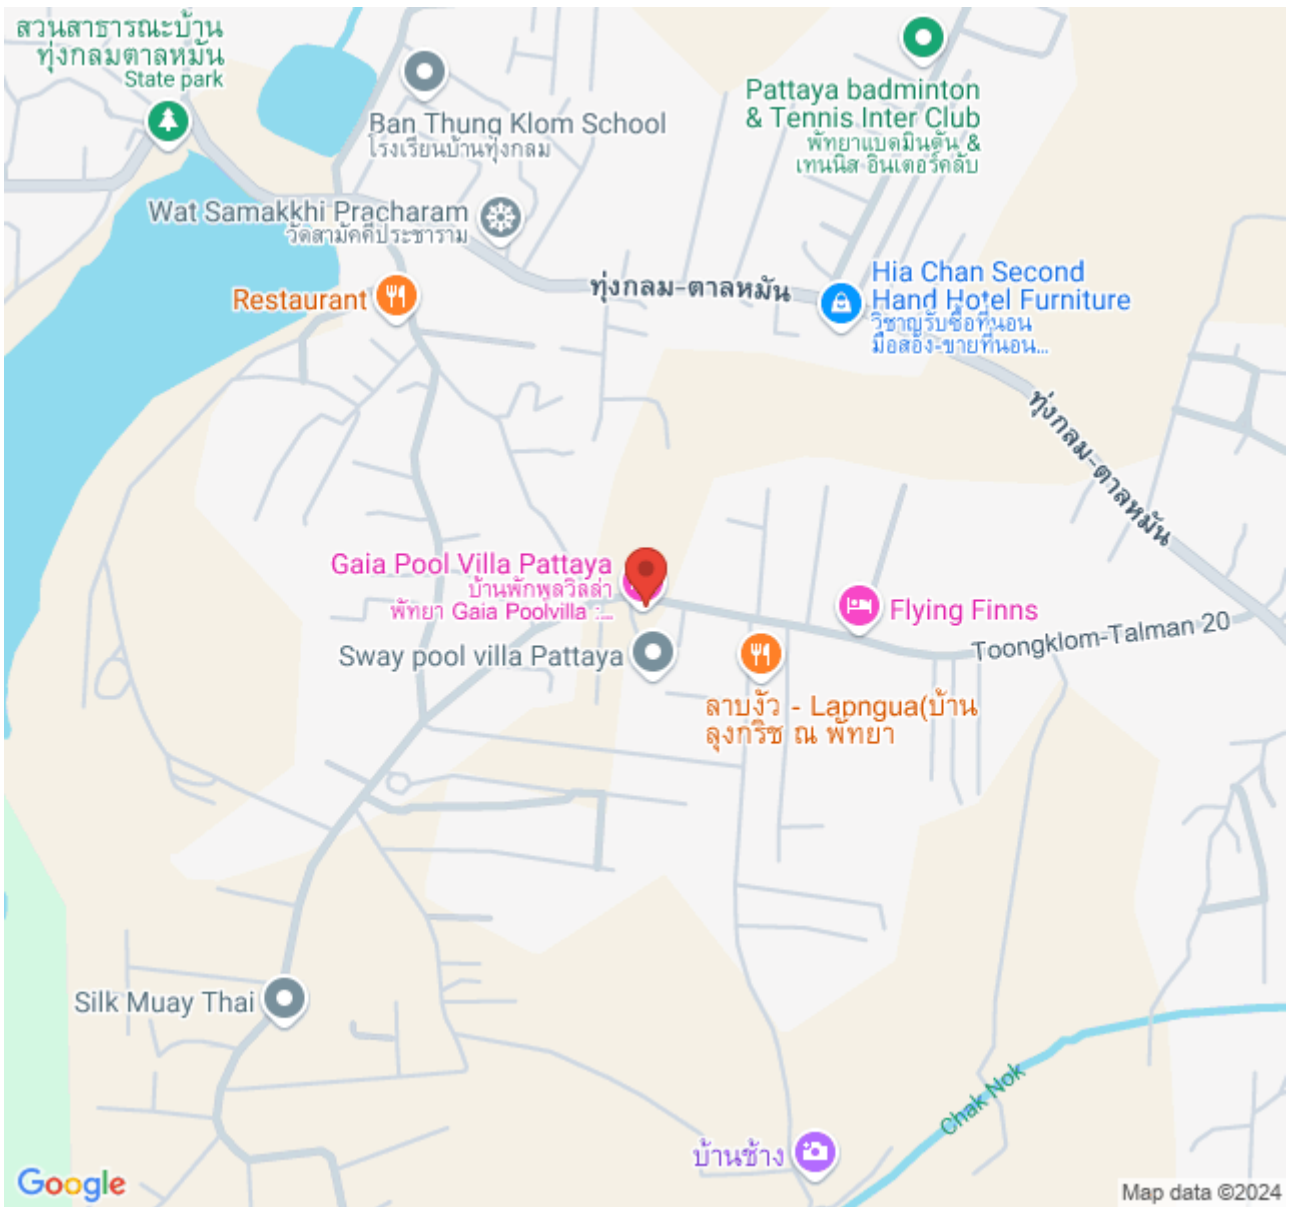 สวนสาธารณะบ้าน
ทุ่งกลมตาลหมัน
State park
Ban Thung Klom School
โรงเรียนบ้านทุ่งกลม
Pattaya badminton
& Tennis Inter Club
พัทยาแบดมินตัน &
เทนนิส อินเตอร์คลับ
Wat Samakkhi Pracharam
วัดสามัคคีประชาราม
Restaurant
ทุ่งกลม-ตาลหมัน
Hia Chan Second
Hand Hotel Furniture
วิชาญรับซื้อที่นอน
มือสอง-ขายที่นอน...
ทุ่งกลม-ตาลหมัน
Gaia Pool Villa Pattaya
บ้านพักพูลวิลล่า
พัทยา Gaia Poolvilla :...
Flying Finns
Toongklom-Talman 20
Sway pool villa Pattaya
ลาบงัว - Lapngua(บ้าน
ลุงกริช ณ พัทยา
Silk Muay Thai
Chak Nok
บ้านช้าง
Google
Map data ©2024